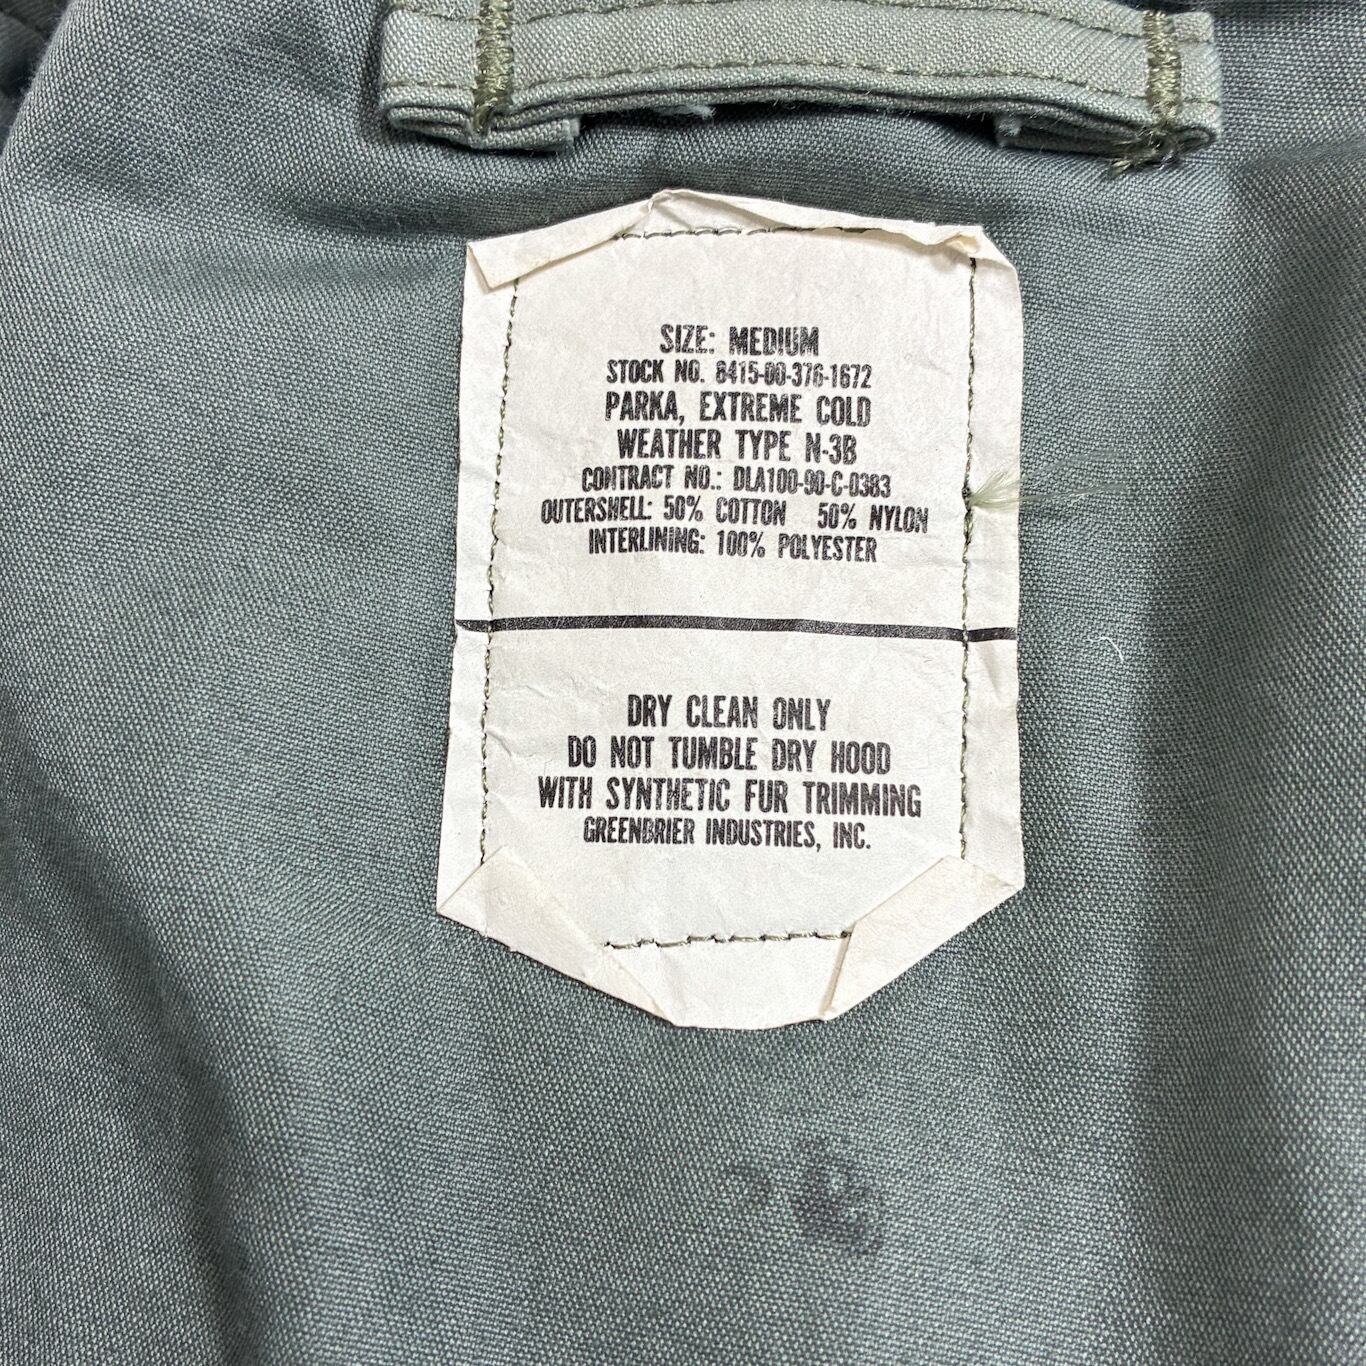 SIZE: MEDIUM
STOCK NO. 8415-00-376-1672
PARKA, EXTREME COLD
WEATHER TYPE N-3B
CONTRACT NO.: DLA100-90-C-0383
OUTERSHELL: 50% COTTON 50% NYLON
INTERLINING: 100% POLYESTER
DRY CLEAN ONLY
DO NOT TUMBLE DRY HOOD
WITH SYNTHETIC FUR TRIMMING
GREENBRIER INDUSTRIES, INC.